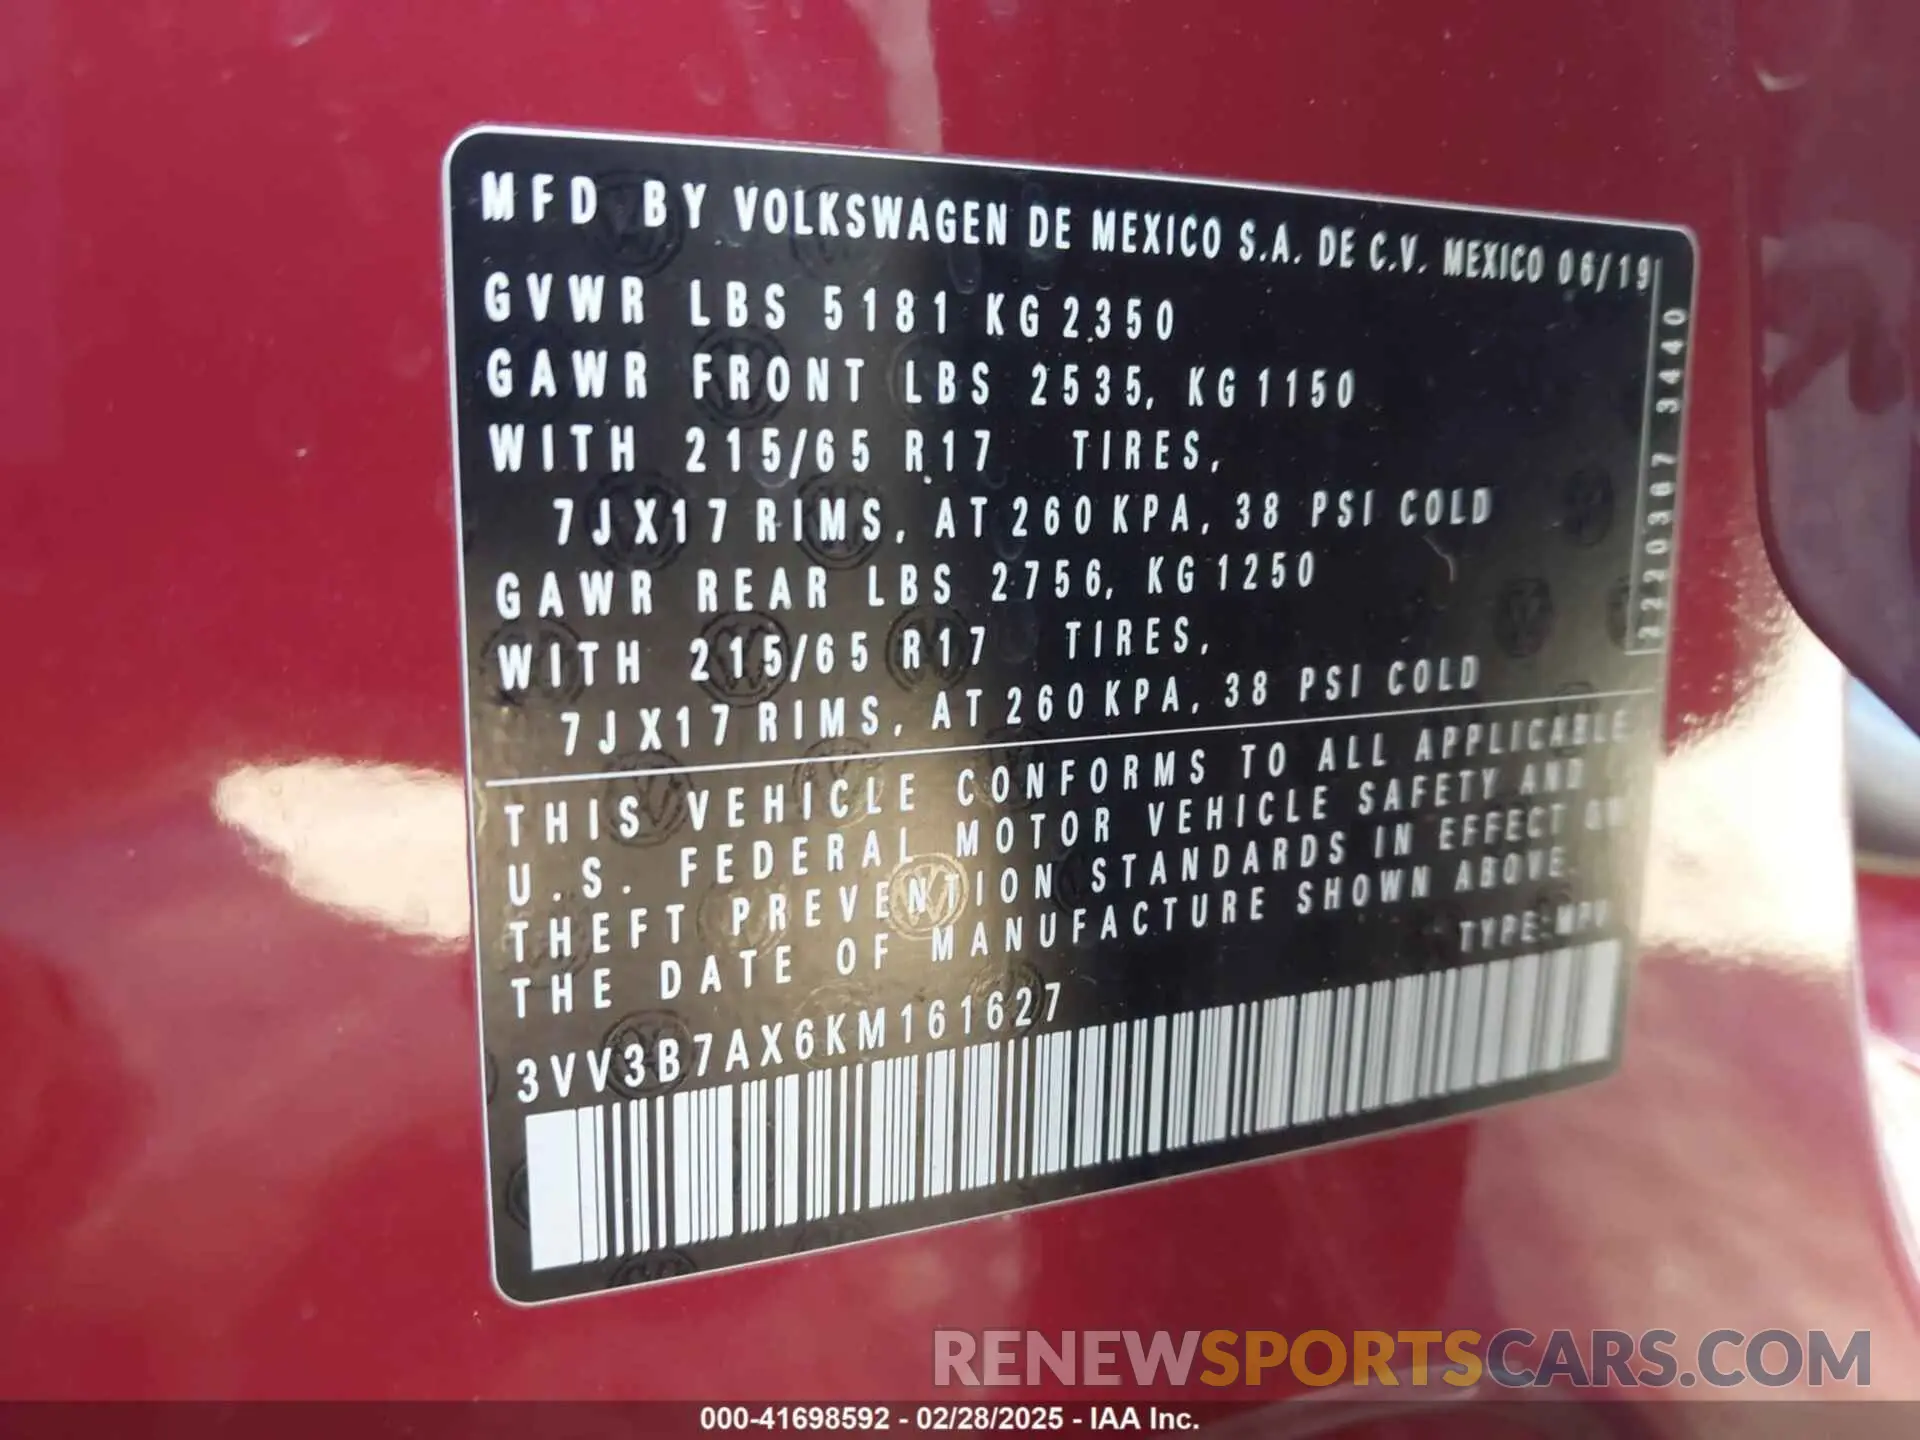 MFD BY VOLKSWAGEN DE MEXICO S.A. DE C.V. MEXICO 06/19
GVWR LBS 5181 KG 2350
GAWR FRONT LBS 2535, KG 1150
WITH 215/65 R17 TIRES,
7JX17 RIMS, AT 260 KPA, 38 PSI COLD
GAWR REAR LBS 2756, KG 1250
WITH 215/65 R17 TIRES,
7JX17 RIMS, AT 260 KPA, 38 PSI COLD
2220367 3440
THIS VEHICLE CONFORMS TO ALL APPLICABLE
U.S. FEDERAL MOTOR VEHICLE SAFETY AND
THEFT PREVENTION STANDARDS IN EFFECT ON
THE DATE OF MANUFACTURE SHOWN ABOVE.
TYPE:MPV
3VV3B7AX6KM161627
RENEWSPORTSCARS.COM
000-41698592 - 02/28/2025 - IAA Inc.